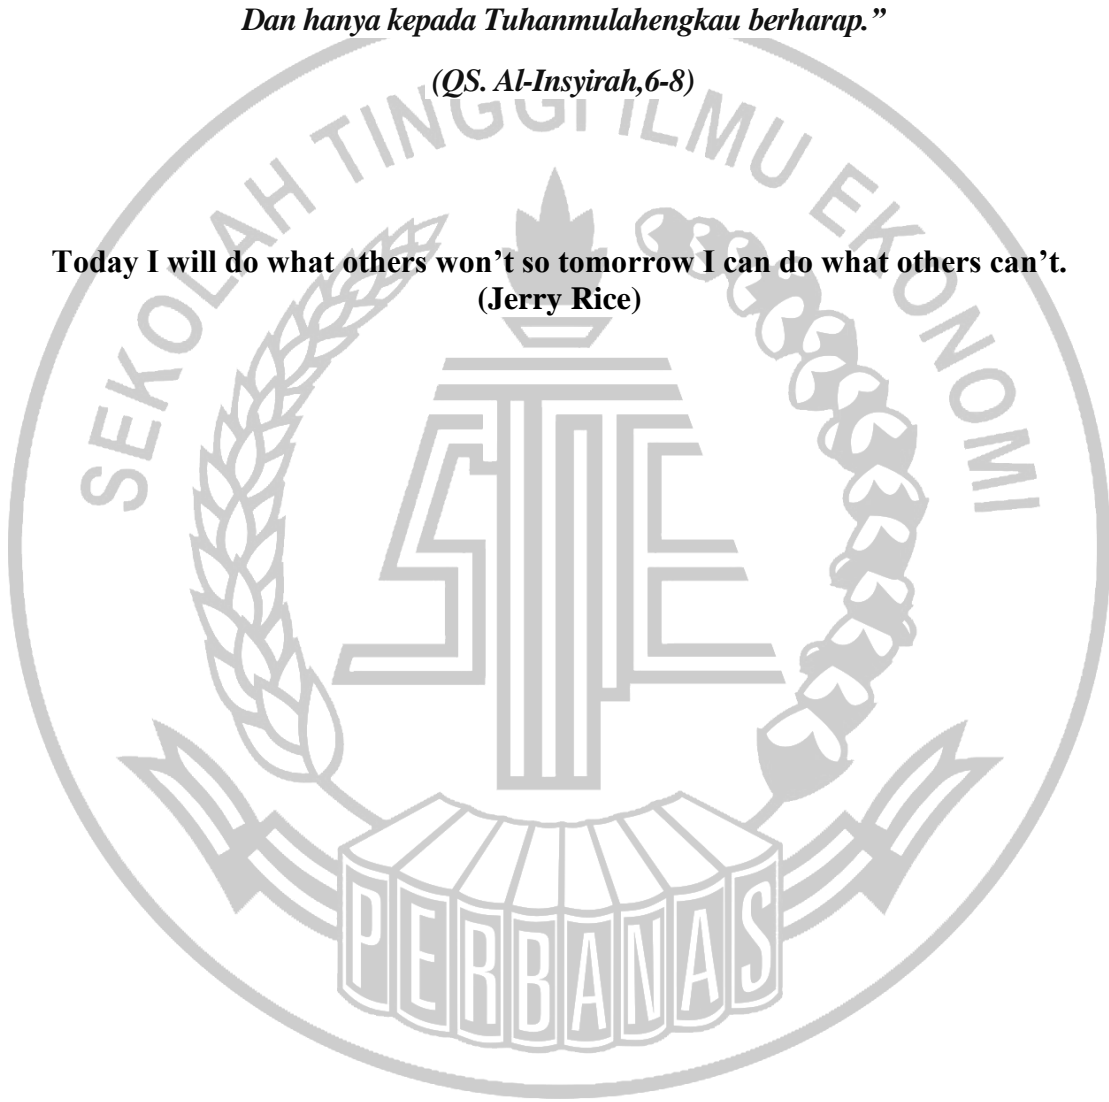 Dan hanya kepada Tuhanmulahengkau berharap.”
(QS. Al-Insyirah,6-8)
SEKOLAH TINGGI ILMU EKONOMI
Today I will do what others won’t so tomorrow I can do what others can’t.
(Jerry Rice)
STIE
PERBANAS